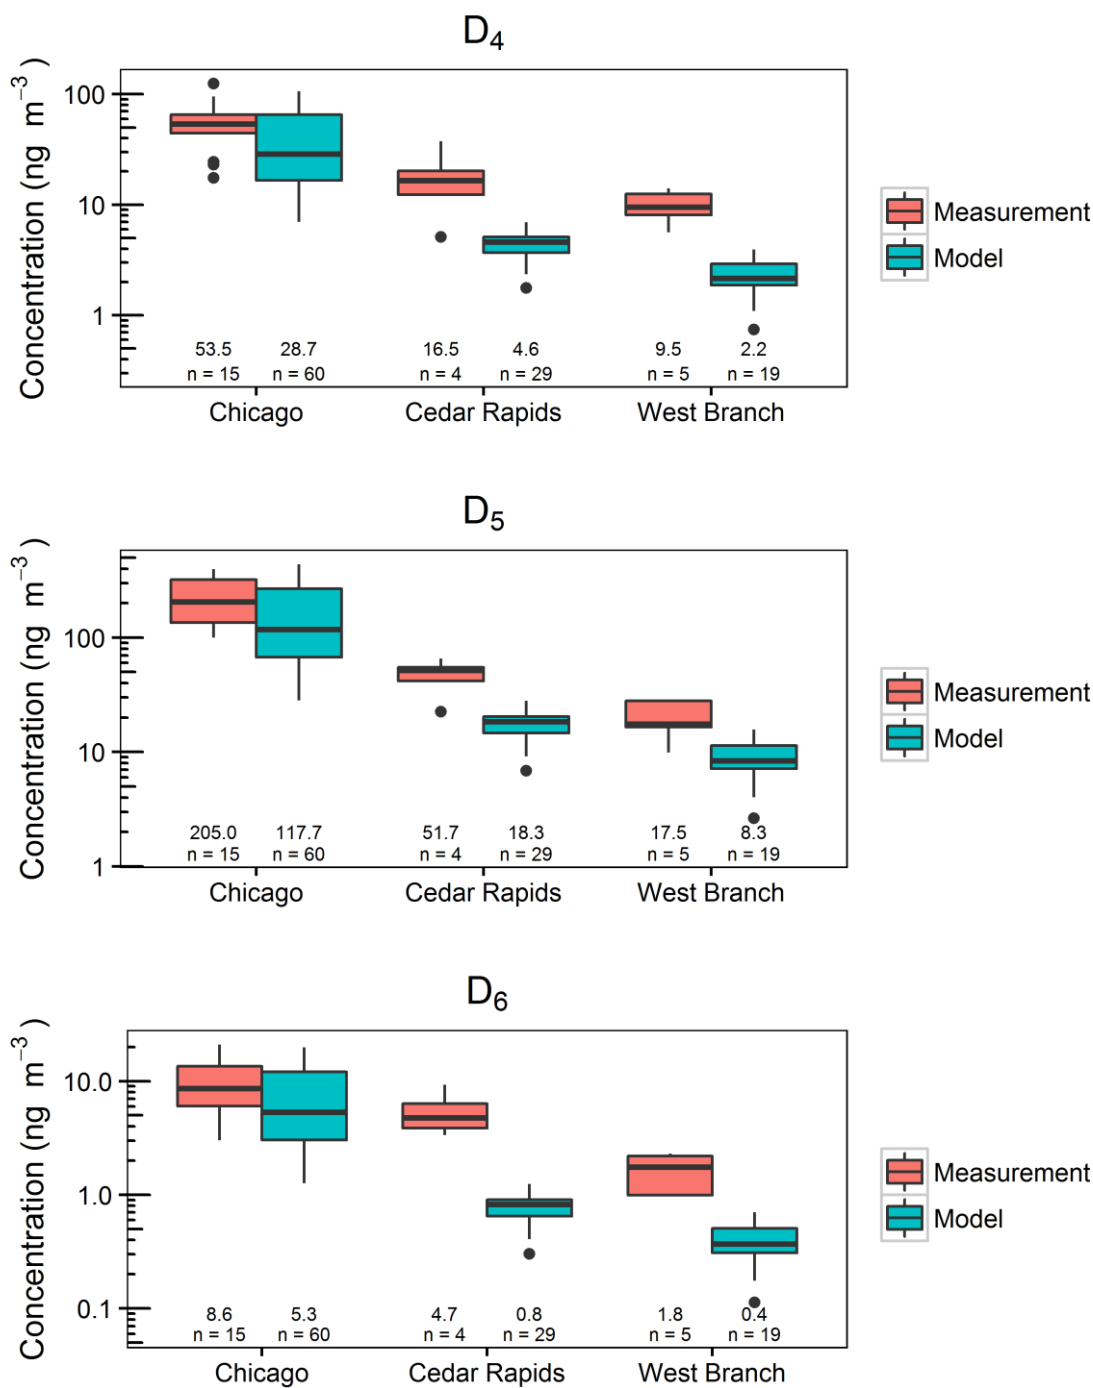 D₄
Concentration (ng m⁻³ )
100
10
1
53.5 28.7 16.5 4.6 9.5 2.2
n = 15 n = 60 n = 4 n = 29 n = 5 n = 19
Chicago Cedar Rapids West Branch
Measurement
Model
D₅
Concentration (ng m⁻³ )
100
10
1
205.0 117.7 51.7 18.3 17.5 8.3
n = 15 n = 60 n = 4 n = 29 n = 5 n = 19
Chicago Cedar Rapids West Branch
Measurement
Model
D₆
Concentration (ng m⁻³ )
10.0
1.0
0.1
8.6 5.3 4.7 0.8 1.8 0.4
n = 15 n = 60 n = 4 n = 29 n = 5 n = 19
Chicago Cedar Rapids West Branch
Measurement
Model